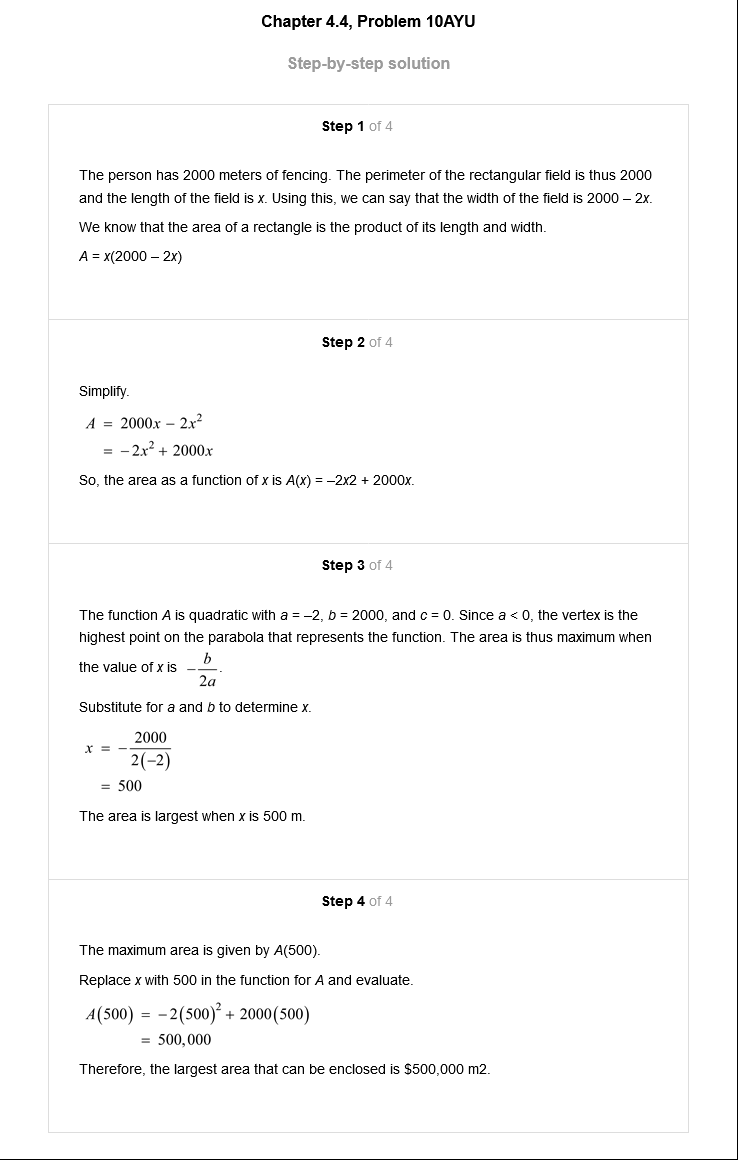 Chapter 4.4, Problem 10AYU
Step-by-step solution
Step 1 of 4
The person has 2000 meters of fencing. The perimeter of the rectangular field is thus 2000
and the length of the field is x. Using this, we can say that the width of the field is 2000 – 2x.
We know that the area of a rectangle is the product of its length and width.
A = x(2000 – 2x)
Step 2 of 4
Simplify.
A = 2000x − 2x²
= −2x² + 2000x
So, the area as a function of x is A(x) = –2x2 + 2000x.
Step 3 of 4
The function A is quadratic with a = –2, b = 2000, and c = 0. Since a < 0, the vertex is the
highest point on the parabola that represents the function. The area is thus maximum when
the value of x is −b/2a.
Substitute for a and b to determine x.
x = −2000/2(−2)
= 500
The area is largest when x is 500 m.
Step 4 of 4
The maximum area is given by A(500).
Replace x with 500 in the function for A and evaluate.
A(500) = −2(500)² + 2000(500)
= 500,000
Therefore, the largest area that can be enclosed is $500,000 m2.